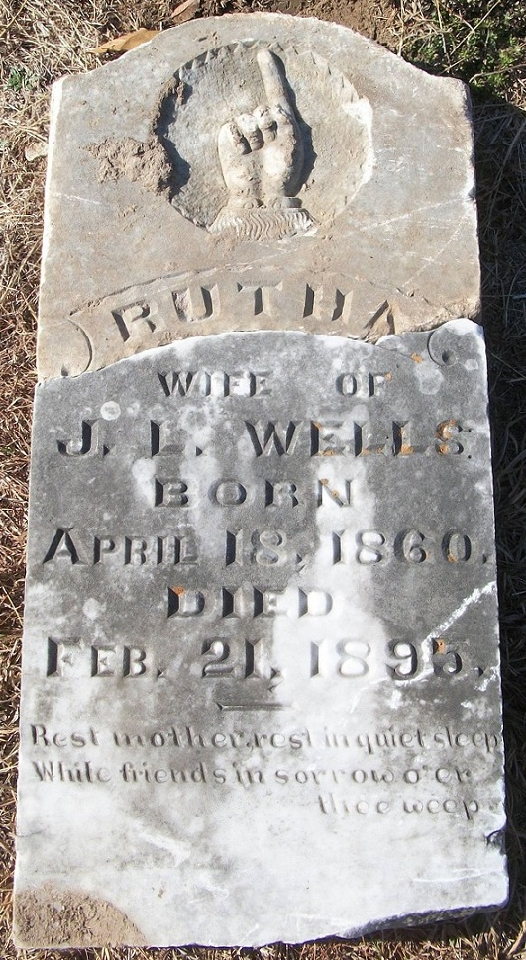 RUTHA
WIFE OF
J. L. WELLS
BORN
APRIL 18, 1860.
DIED
FEB. 21, 1895.
Rest mother, rest in quiet sleep
While friends in sorrow o'er
thee weep